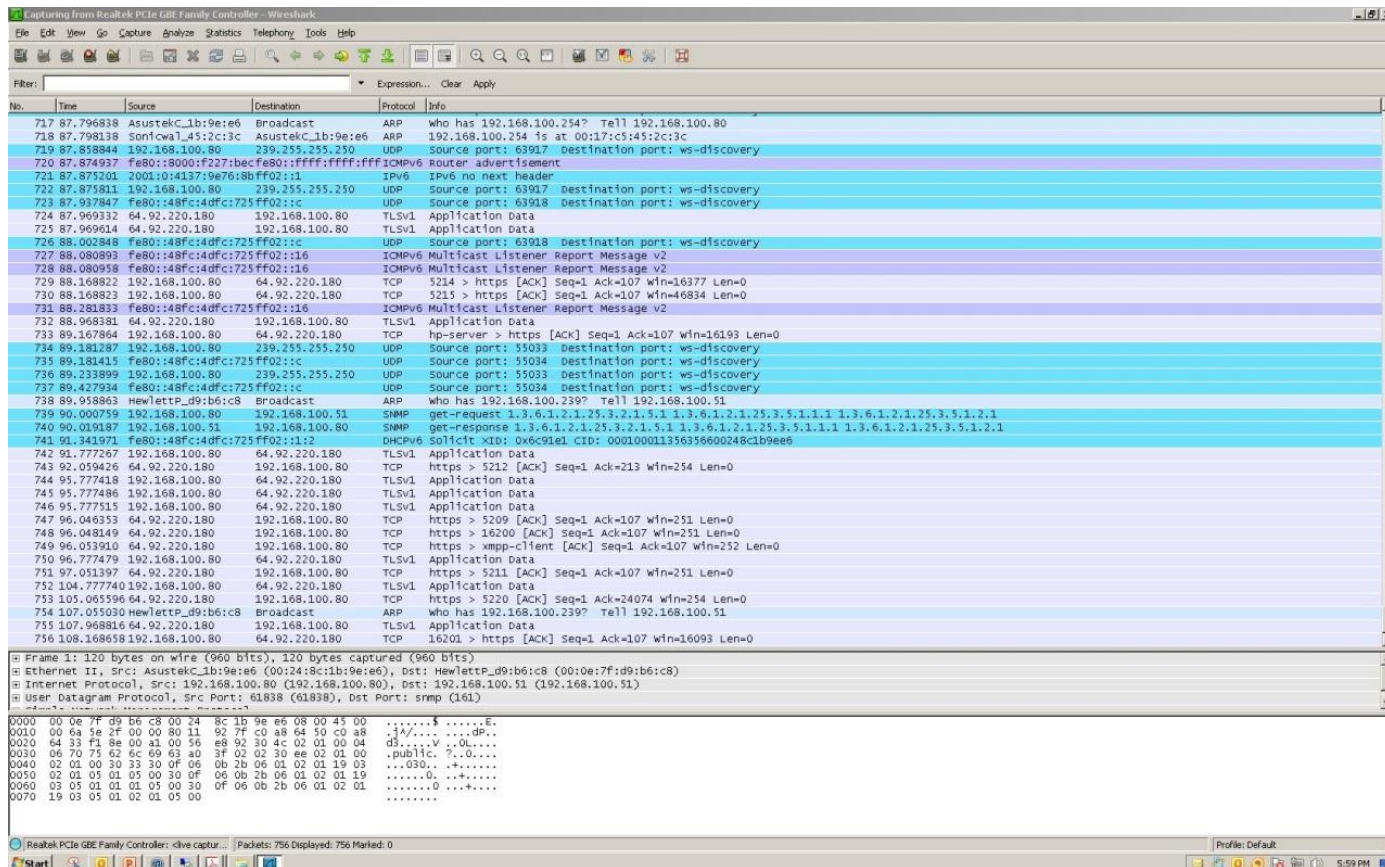 Capturing from Realtek PCIe GBE Family Controller - Wireshark
File Edit View Go Capture Analyze Statistics Telephony Tools Help
Filter: Expression... Clear Apply
No. Time Source Destination Protocol Info
717 87.796838 AsustekC_1b:9e:e6 Broadcast ARP Who has 192.168.100.254? Tell 192.168.100.80
718 87.798138 Sonicwal_45:2c:3c AsustekC_1b:9e:e6 ARP 192.168.100.254 is at 00:17:c5:45:2c:3c
719 87.858844 192.168.100.80 239.255.255.250 UDP Source port: 63917 Destination port: ws-discovery
720 87.874937 fe80::8000:f227:bec fe80::ffff:ffff:fff ICMPv6 Router advertisement
721 87.875201 2001:0:4137:9e76:8b ff02::1 IPv6 IPv6 no next header
722 87.875811 192.168.100.80 239.255.255.250 UDP Source port: 63917 Destination port: ws-discovery
723 87.937847 fe80::48fc:4dfc:725 ff02::c UDP Source port: 63918 Destination port: ws-discovery
724 87.969332 64.92.220.180 192.168.100.80 TLSv1 Application Data
725 87.969614 64.92.220.180 192.168.100.80 TLSv1 Application Data
726 88.002848 fe80::48fc:4dfc:725 ff02::c UDP Source port: 63918 Destination port: ws-discovery
727 88.080893 fe80::48fc:4dfc:725 ff02::16 ICMPv6 Multicast Listener Report Message v2
728 88.080958 fe80::48fc:4dfc:725 ff02::16 ICMPv6 Multicast Listener Report Message v2
729 88.168822 192.168.100.80 64.92.220.180 TCP 5214 > https [ACK] Seq=1 Ack=107 Win=16377 Len=0
730 88.168823 192.168.100.80 64.92.220.180 TCP 5215 > https [ACK] Seq=1 Ack=107 Win=46834 Len=0
731 88.281833 fe80::48fc:4dfc:725 ff02::16 ICMPv6 Multicast Listener Report Message v2
732 88.968381 64.92.220.180 192.168.100.80 TLSv1 Application Data
733 89.167864 192.168.100.80 64.92.220.180 TCP hp-server > https [ACK] Seq=1 Ack=107 Win=16193 Len=0
734 89.181287 192.168.100.80 239.255.255.250 UDP Source port: 55033 Destination port: ws-discovery
735 89.181415 fe80::48fc:4dfc:725 ff02::c UDP Source port: 55034 Destination port: ws-discovery
736 89.233899 192.168.100.80 239.255.255.250 UDP Source port: 55033 Destination port: ws-discovery
737 89.427934 fe80::48fc:4dfc:725 ff02::c UDP Source port: 55034 Destination port: ws-discovery
738 89.958863 HewlettP_d9:b6:c8 Broadcast ARP Who has 192.168.100.239? Tell 192.168.100.51
739 90.000759 192.168.100.80 192.168.100.51 SNMP get-request 1.3.6.1.2.1.25.3.2.1.5.1 1.3.6.1.2.1.25.3.5.1.1.1 1.3.6.1.2.1.25.3.5.1.2.1
740 90.019187 192.168.100.51 192.168.100.80 SNMP get-response 1.3.6.1.2.1.25.3.2.1.5.1 1.3.6.1.2.1.25.3.5.1.1.1 1.3.6.1.2.1.25.3.5.1.2.1
741 91.341971 fe80::48fc:4dfc:725 ff02::1:2 DHCPv6 Solicit XID: 0x6c91e1 CID: 000100011356356600248c1b9ee6
742 91.777267 192.168.100.80 64.92.220.180 TLSv1 Application Data
743 92.059426 64.92.220.180 192.168.100.80 TCP https > 5212 [ACK] Seq=1 Ack=213 Win=254 Len=0
744 95.777418 192.168.100.80 64.92.220.180 TLSv1 Application Data
745 95.777486 192.168.100.80 64.92.220.180 TLSv1 Application Data
746 95.777515 192.168.100.80 64.92.220.180 TLSv1 Application Data
747 96.046353 64.92.220.180 192.168.100.80 TCP https > 5209 [ACK] Seq=1 Ack=107 Win=251 Len=0
748 96.048149 64.92.220.180 192.168.100.80 TCP https > 16200 [ACK] Seq=1 Ack=107 Win=251 Len=0
749 96.053910 64.92.220.180 192.168.100.80 TCP https > xmpp-client [ACK] Seq=1 Ack=107 Win=252 Len=0
750 96.777479 192.168.100.80 64.92.220.180 TLSv1 Application Data
751 97.051397 64.92.220.180 192.168.100.80 TCP https > 5211 [ACK] Seq=1 Ack=107 Win=251 Len=0
752 104.777740 192.168.100.80 64.92.220.180 TLSv1 Application Data
753 105.065596 64.92.220.180 192.168.100.80 TCP https > 5220 [ACK] Seq=1 Ack=24074 Win=254 Len=0
754 107.055030 HewlettP_d9:b6:c8 Broadcast ARP Who has 192.168.100.239? Tell 192.168.100.51
755 107.968816 64.92.220.180 192.168.100.80 TLSv1 Application Data
756 108.168658 192.168.100.80 64.92.220.180 TCP 16201 > https [ACK] Seq=1 Ack=107 Win=16093 Len=0
Frame 1: 120 bytes on wire (960 bits), 120 bytes captured (960 bits)
Ethernet II, Src: AsustekC_1b:9e:e6 (00:24:8c:1b:9e:e6), Dst: HewlettP_d9:b6:c8 (00:0e:7f:d9:b6:c8)
Internet Protocol, Src: 192.168.100.80 (192.168.100.80), Dst: 192.168.100.51 (192.168.100.51)
User Datagram Protocol, Src Port: 61838 (61838), Dst Port: snmp (161)
0000 00 0e 7f d9 b6 c8 00 24 8c 1b 9e e6 08 00 45 00 .......$ ......E.
0010 00 6a 5e 2f 00 00 80 11 92 7f c0 a8 64 50 c0 a8 .j^/.... ....dP..
0020 64 33 f1 8e 00 a1 00 56 e8 92 30 4c 02 01 00 04 d3.....V ..0L....
0030 06 70 75 62 6c 69 63 a0 3f 02 02 30 ee 02 01 00 .public. ?..0....
0040 02 01 00 30 33 30 0f 06 0b 2b 06 01 02 01 19 03 ...030.. .+......
0050 02 01 05 01 05 00 30 0f 06 0b 2b 06 01 02 01 19 ......0. ..+.....
0060 03 05 01 01 01 05 00 30 0f 06 0b 2b 06 01 02 01 .......0 ...+....
0070 19 03 05 01 02 01 05 00 ........
Realtek PCIe GBE Family Controller: <live captur... Packets: 756 Displayed: 756 Marked: 0 Profile: Default
Start 5:59 PM